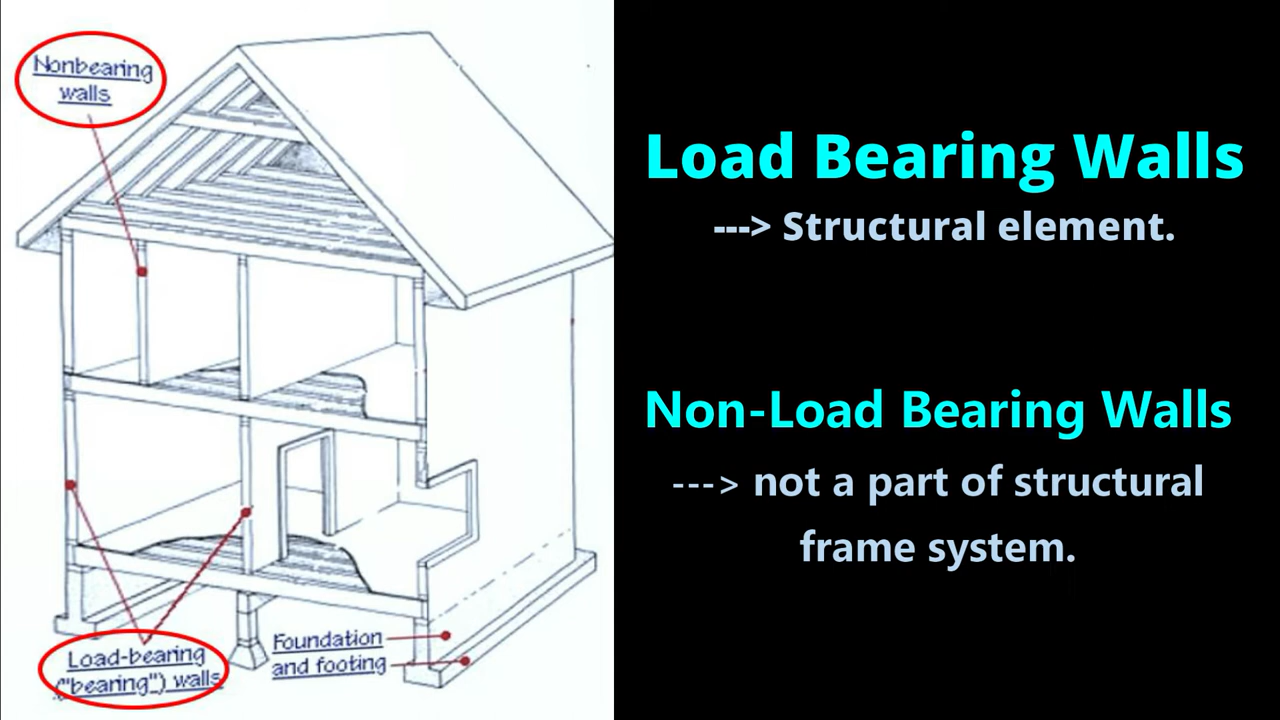 Nonbearing
walls
Load-bearing
("bearing") walls
Foundation
and footing
Load Bearing Walls
---> Structural element.
Non-Load Bearing Walls
---> not a part of structural
frame system.